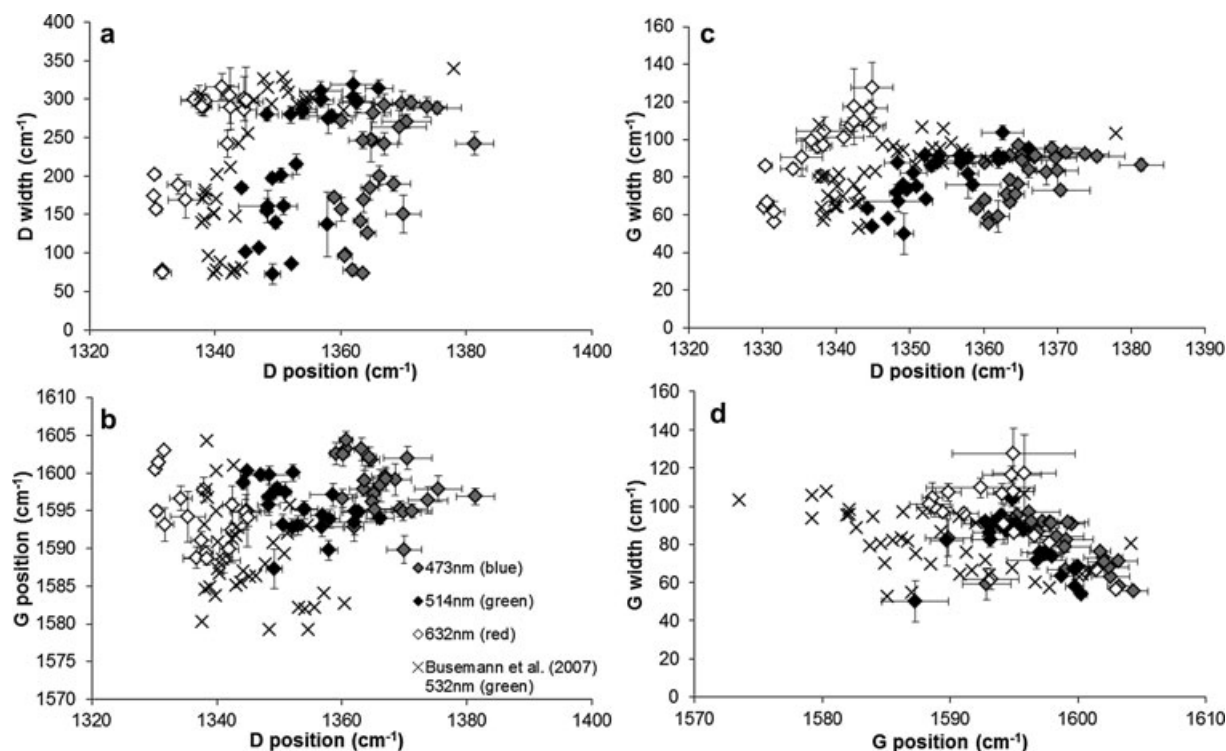 a
400
350
300
250
200
150
100
50
0
D width (cm⁻¹)
1320 1340 1360 1380 1400
D position (cm⁻¹)
c
160
140
120
100
80
60
40
20
0
G width (cm⁻¹)
1320 1330 1340 1350 1360 1370 1380 1390
D position (cm⁻¹)
b
1610
1605
1600
1595
1590
1585
1580
1575
1570
G position (cm⁻¹)
473nm (blue)
514nm (green)
632nm (red)
Busemann et al. (2007)
532nm (green)
1320 1340 1360 1380 1400
D position (cm⁻¹)
d
160
140
120
100
80
60
40
20
0
G width (cm⁻¹)
1570 1580 1590 1600 1610
G position (cm⁻¹)